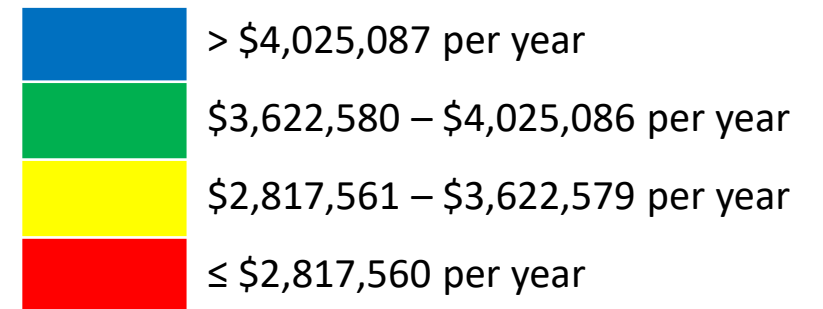 > $4,025,087 per year
$3,622,580 – $4,025,086 per year
$2,817,561 – $3,622,579 per year
≤ $2,817,560 per year